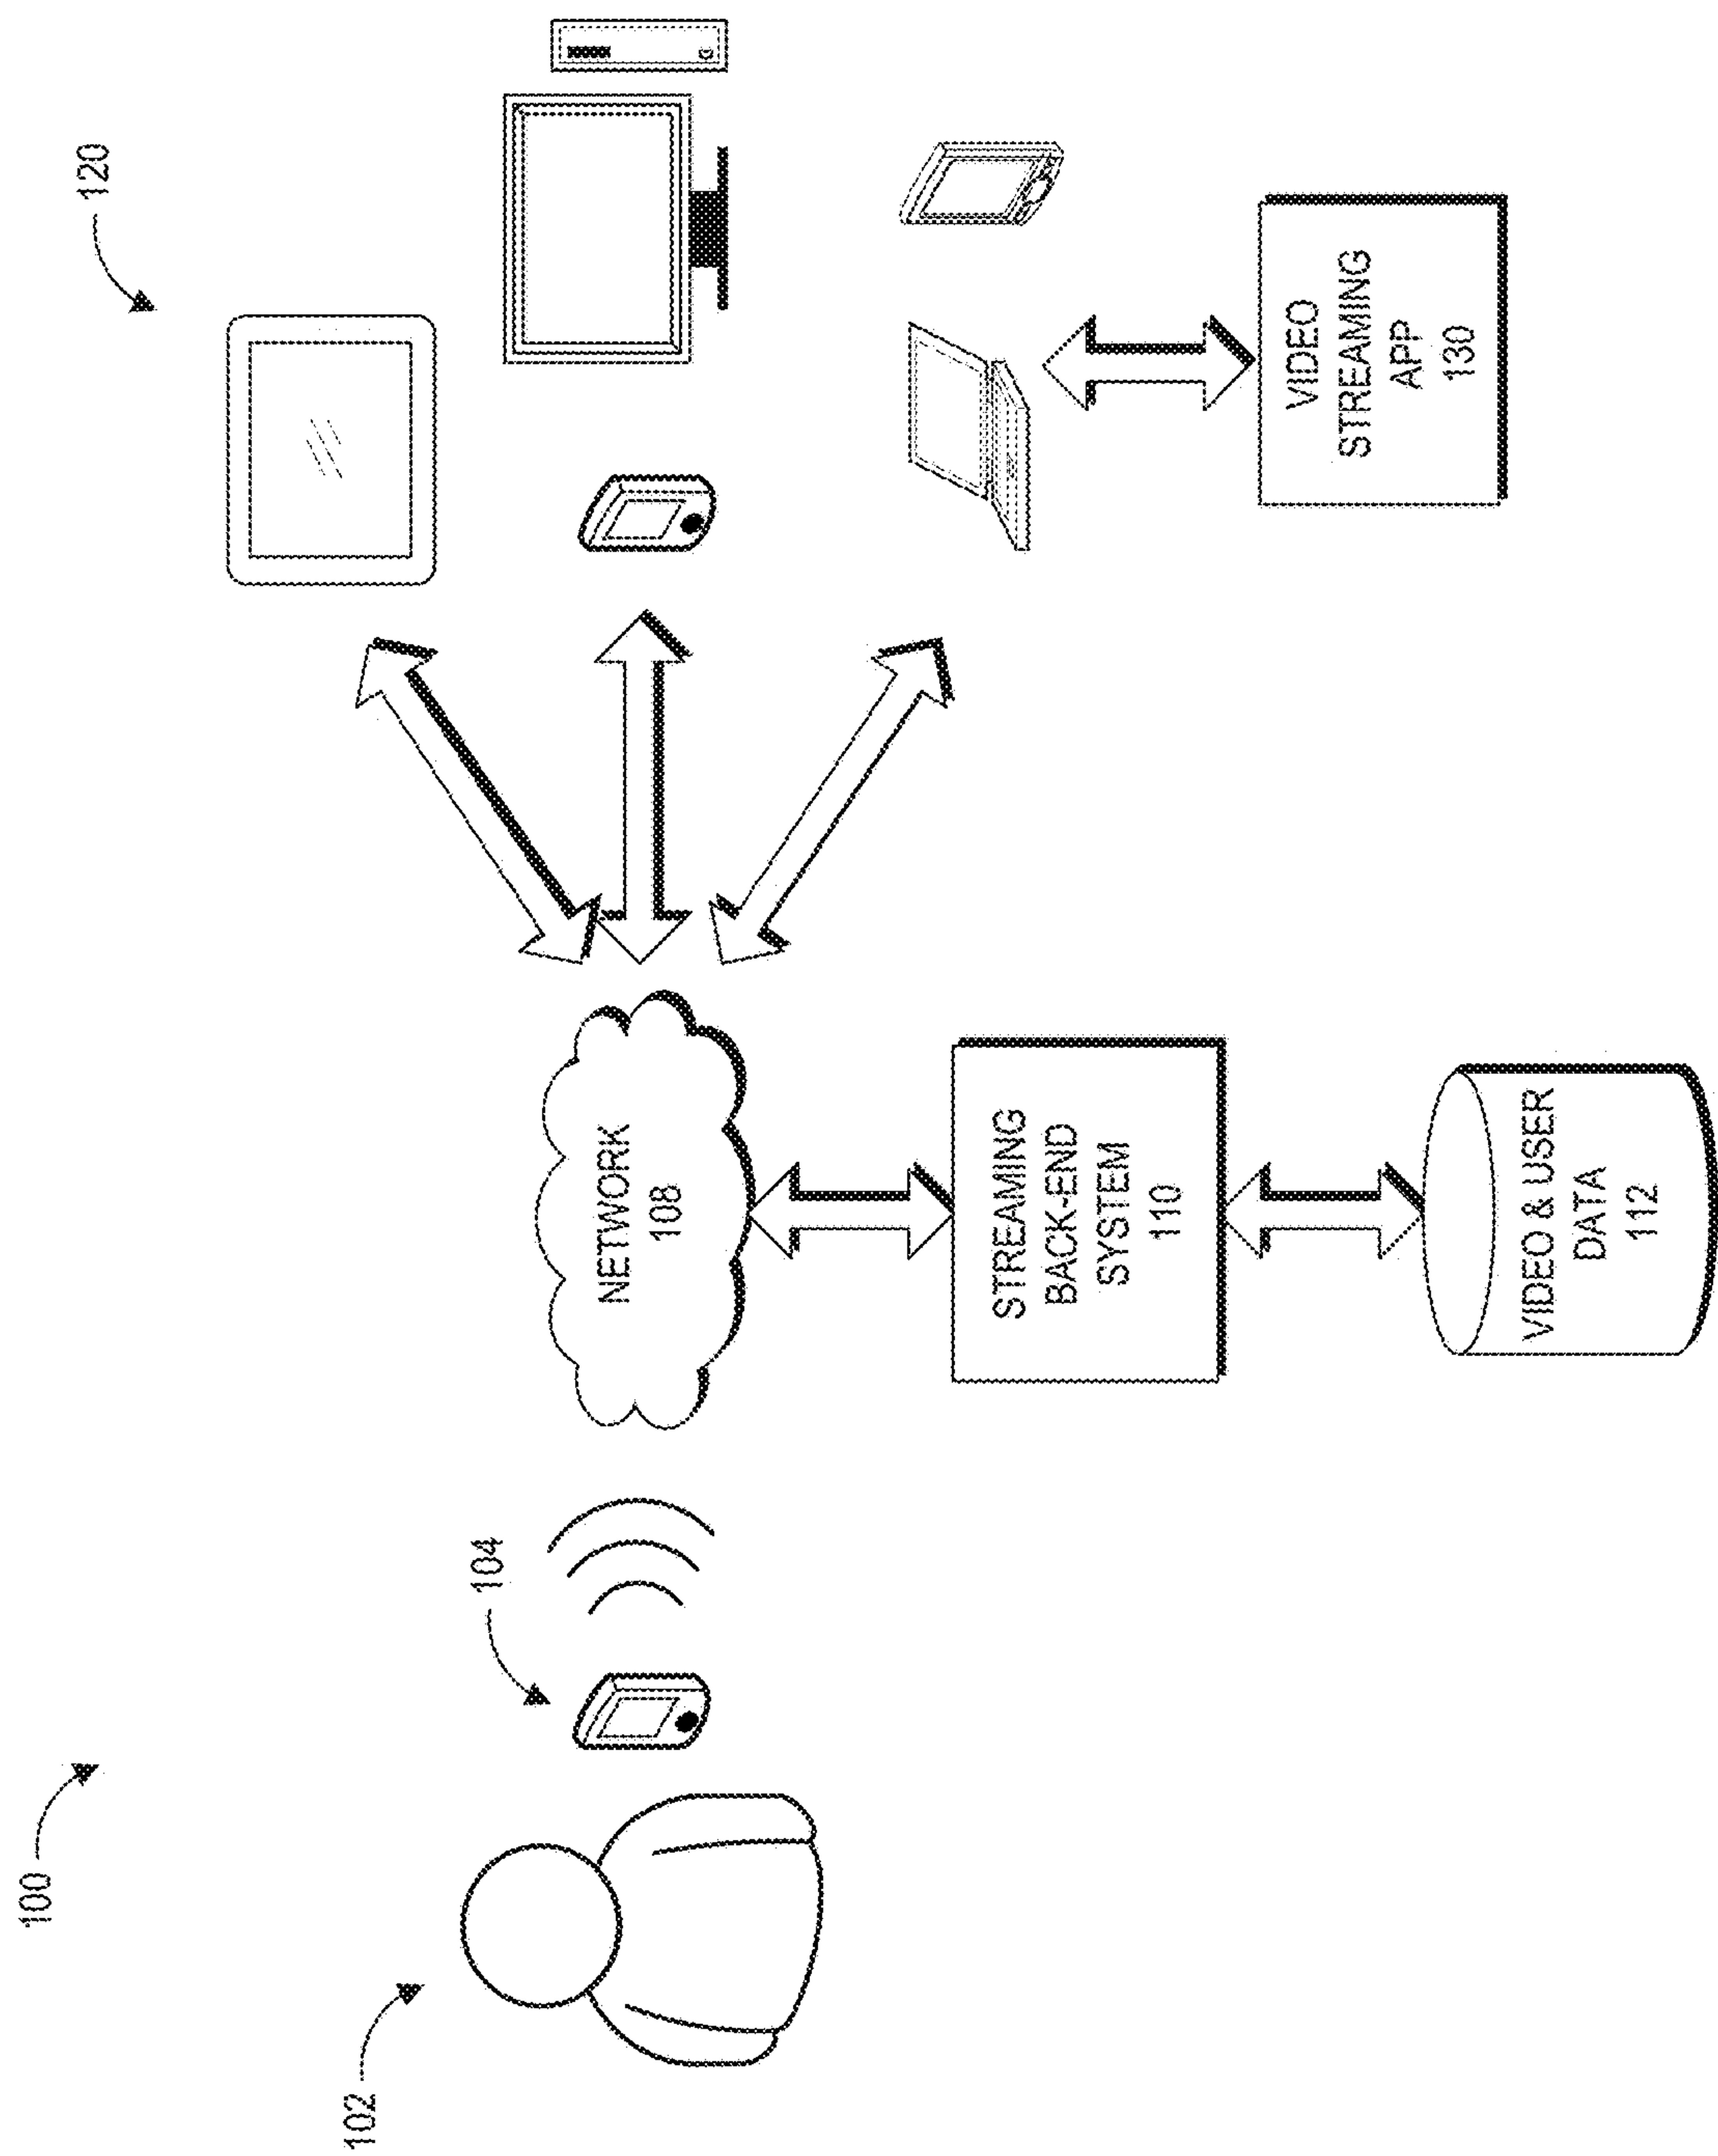 100
102
104
120
NETWORK
108
STREAMING
BACK-END
SYSTEM
110
VIDEO & USER
DATA
112
VIDEO
STREAMING
APP
130